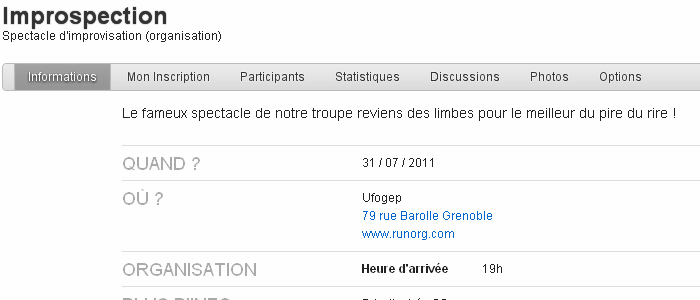 Improspection
Spectacle d'improvisation (organisation)
Informations Mon Inscription Participants Statistiques Discussions Photos Options
Le fameux spectacle de notre troupe reviens des limbes pour le meilleur du pire du rire !
QUAND ? 31 / 07 / 2011
OÙ ? Ufogep
79 rue Barolle Grenoble
www.runorg.com
ORGANISATION Heure d'arrivée 19h